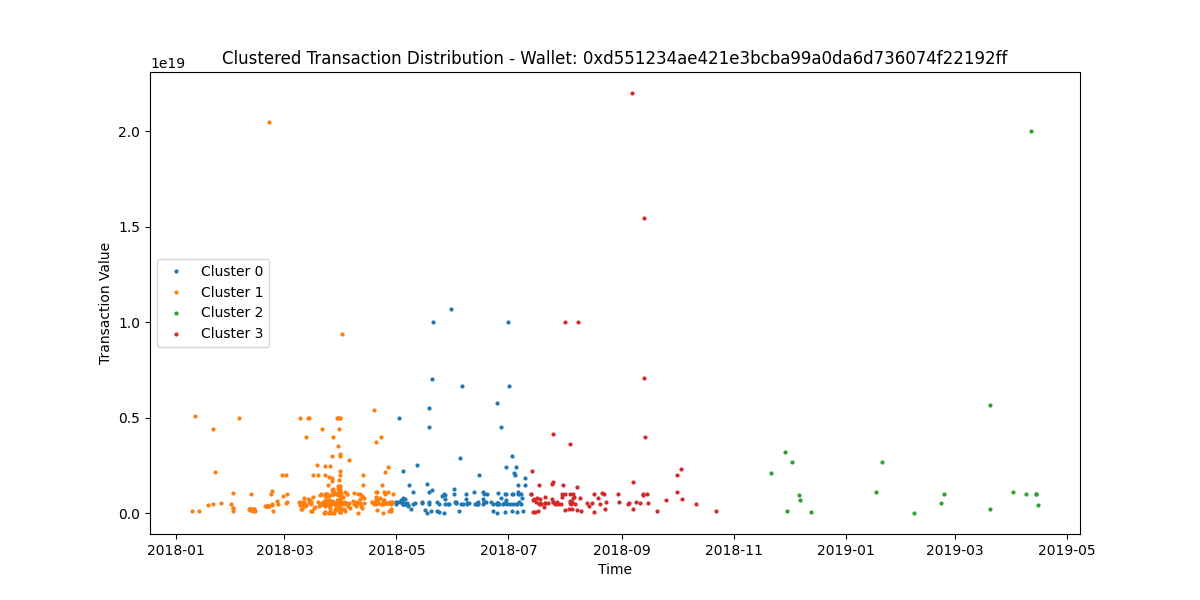 Clustered Transaction Distribution - Wallet: 0xd551234ae421e3bcba99a0da6d736074f22192ff
1e19
2.0
1.5
1.0
0.5
0.0
Transaction Value
Cluster 0
Cluster 1
Cluster 2
Cluster 3
2018-01 2018-03 2018-05 2018-07 2018-09 2018-11 2019-01 2019-03 2019-05
Time